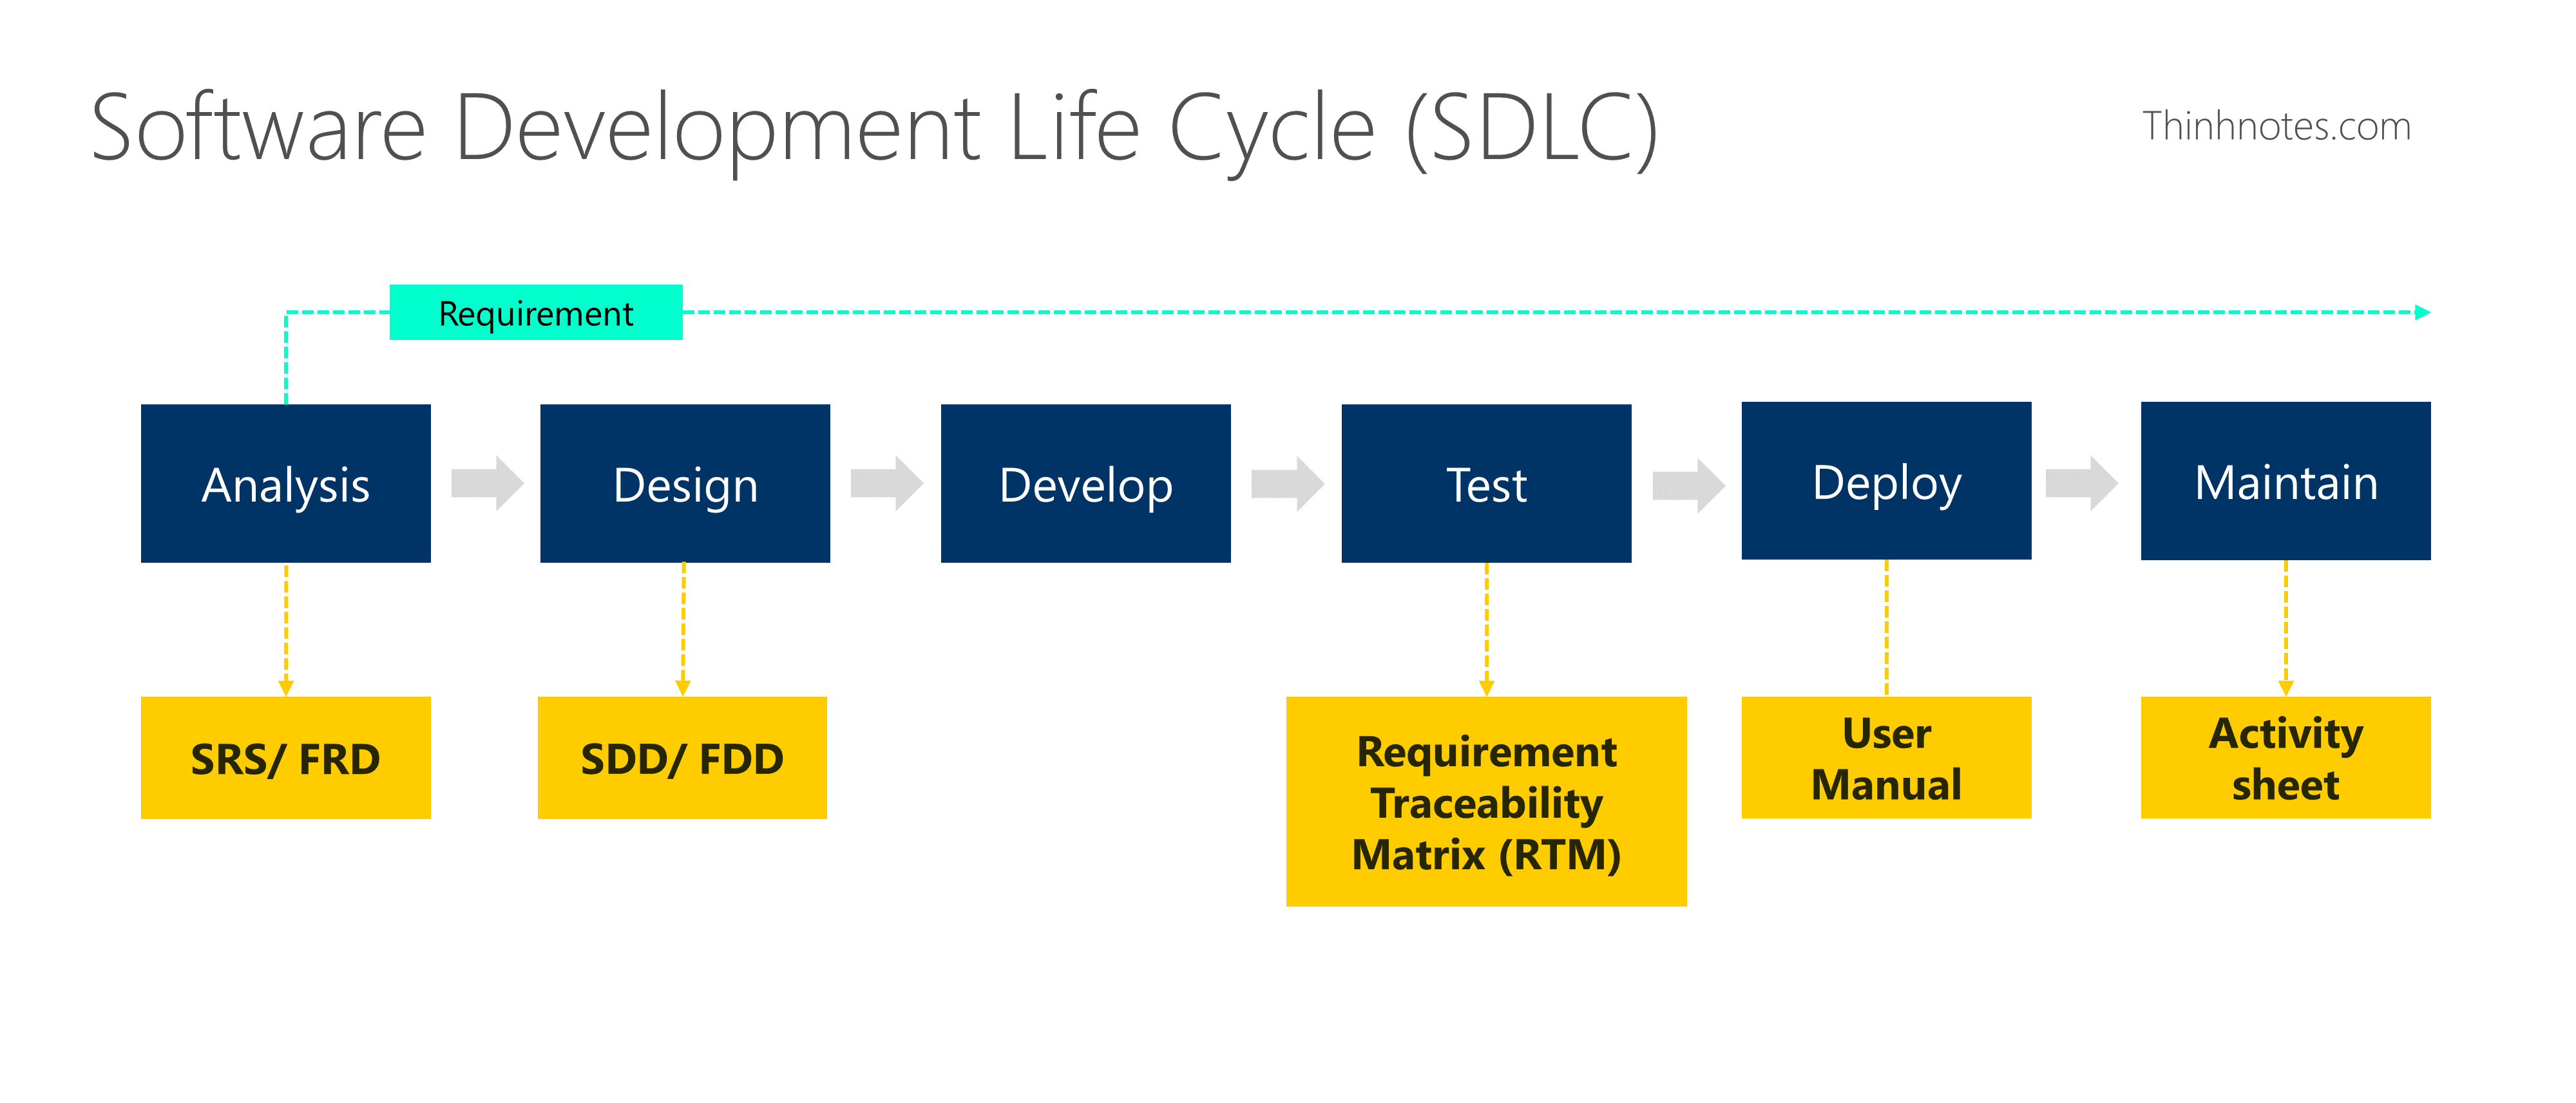 Software Development Life Cycle (SDLC)
Thinhnotes.com
Requirement
Analysis
Design
Develop
Test
Deploy
Maintain
SRS/ FRD
SDD/ FDD
Requirement
Traceability
Matrix (RTM)
User
Manual
Activity
sheet